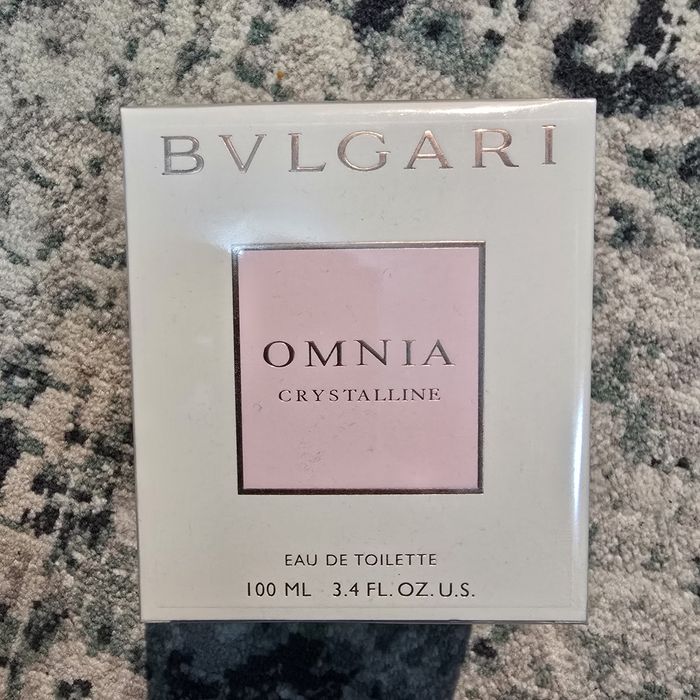 BVLGARI
OMNIA
CRYSTALLINE
EAU DE TOILETTE
100 ML 3.4 FL. OZ. U.S.